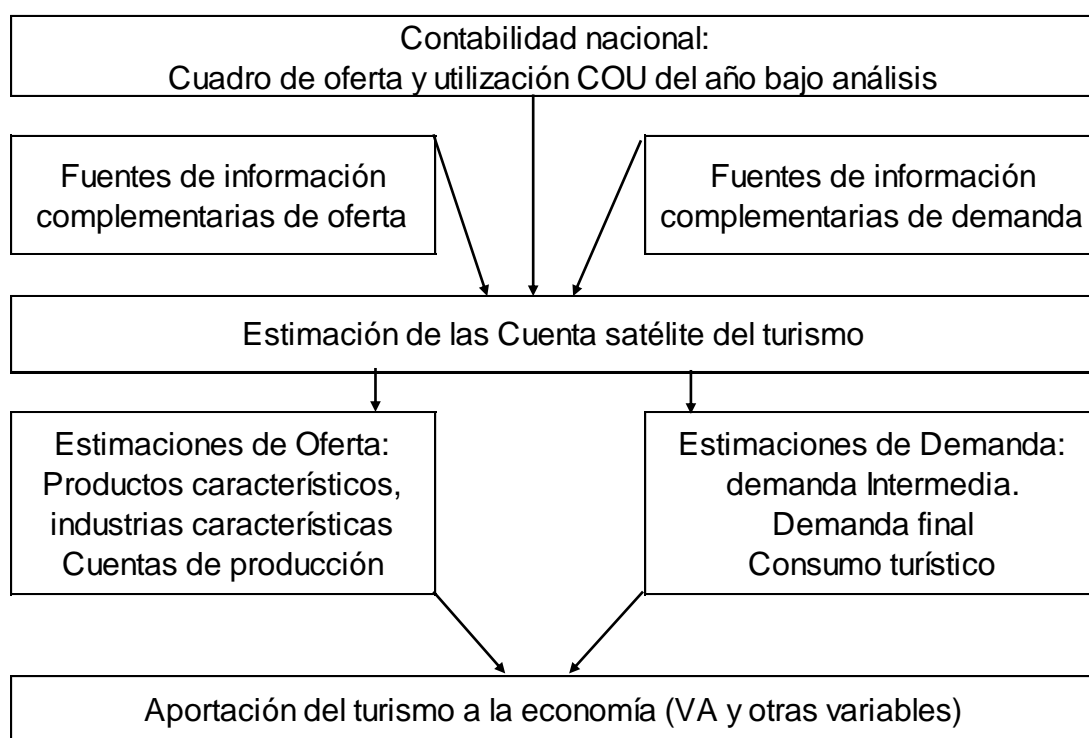 Contabilidad nacional:
Cuadro de oferta y utilización COU del año bajo análisis
Fuentes de información
complementarias de oferta
Fuentes de información
complementarias de demanda
Estimación de las Cuenta satélite del turismo
Estimaciones de Oferta:
Productos característicos,
industrias características
Cuentas de producción
Estimaciones de Demanda:
demanda Intermedia.
Demanda final
Consumo turístico
Aportación del turismo a la economía (VA y otras variables)